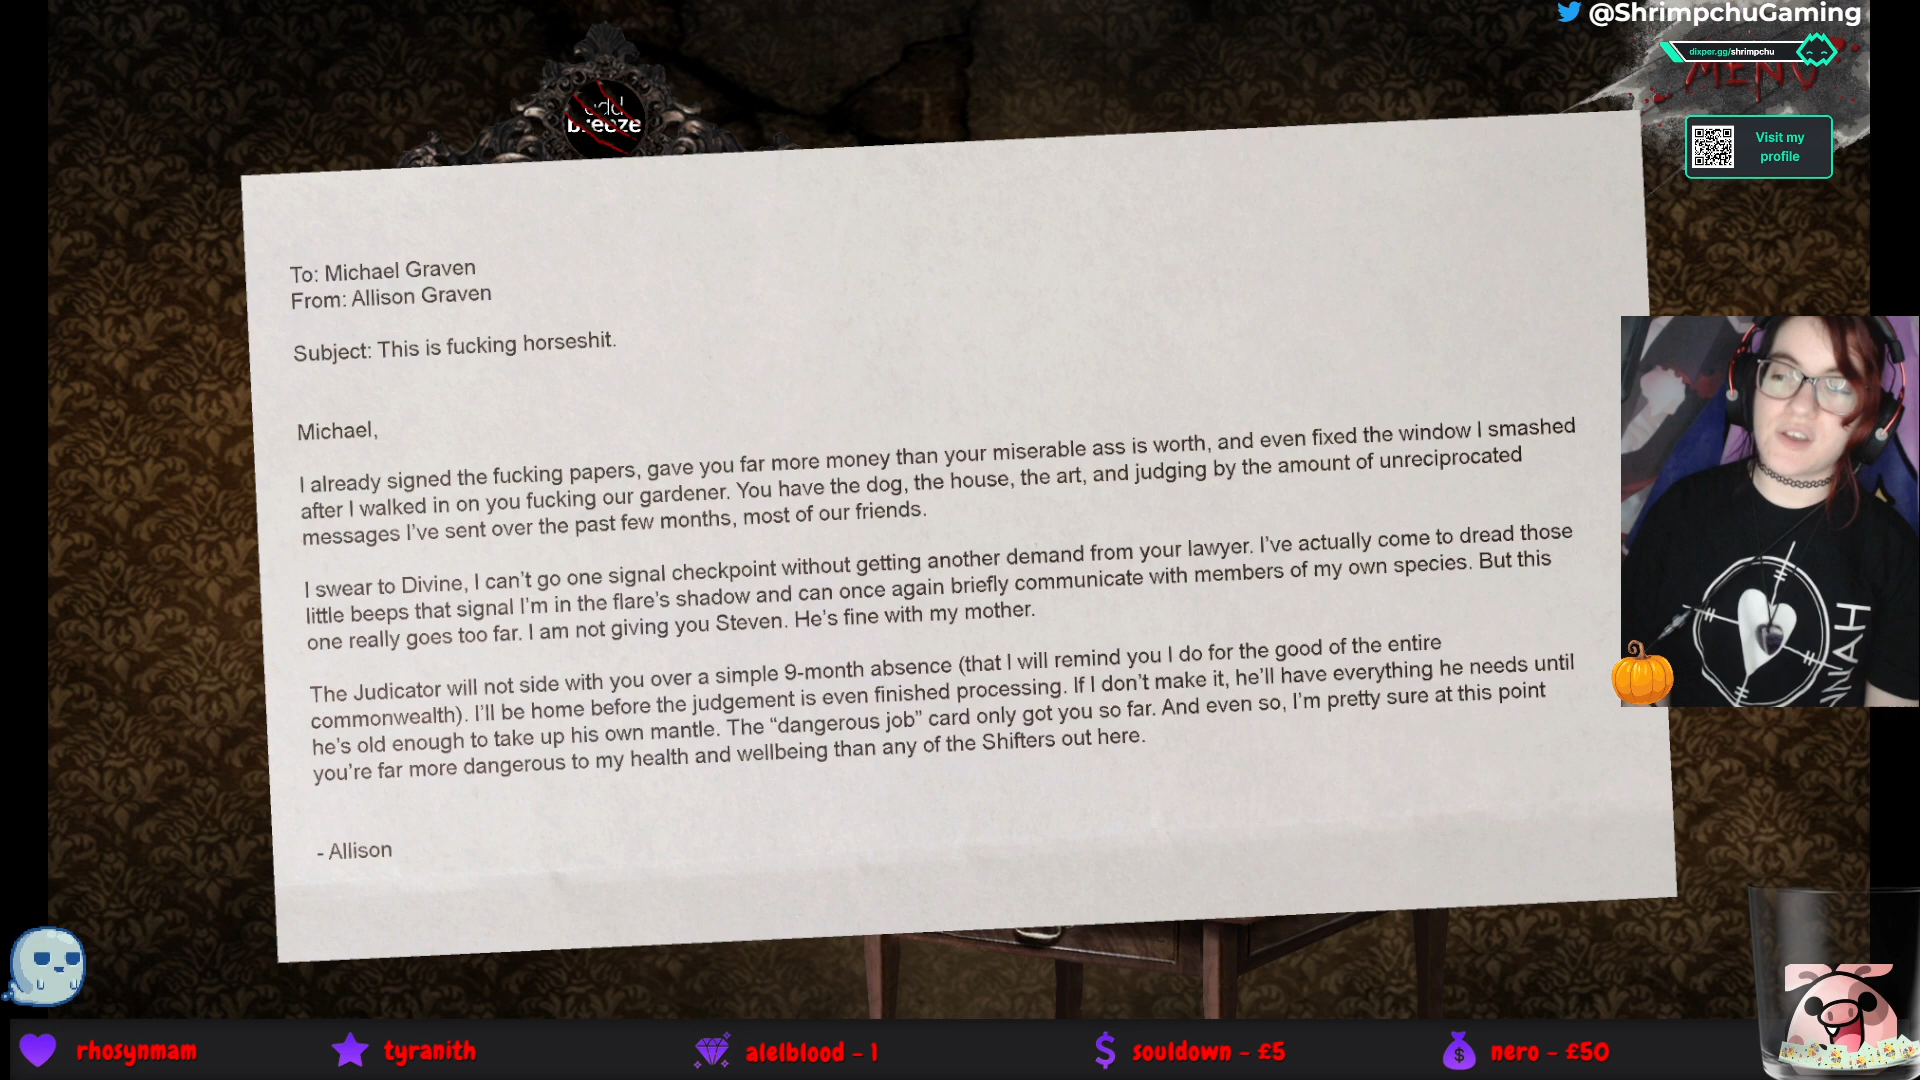 @ShrimpchuGaming
dixper.gg/shrimpchu
MENU
Visit my
profile
add
breeze
To: Michael Graven
From: Allison Graven
Subject: This is fucking horseshit.
Michael,
I already signed the fucking papers, gave you far more money than your miserable ass is worth, and even fixed the window I smashed
after I walked in on you fucking our gardener. You have the dog, the house, the art, and judging by the amount of unreciprocated
messages I've sent over the past few months, most of our friends.
I swear to Divine, I can't go one signal checkpoint without getting another demand from your lawyer. I've actually come to dread those
little beeps that signal I'm in the flare's shadow and can once again briefly communicate with members of my own species. But this
one really goes too far. I am not giving you Steven. He's fine with my mother.
The Judicator will not side with you over a simple 9-month absence (that I will remind you I do for the good of the entire
commonwealth). I'll be home before the judgement is even finished processing. If I don't make it, he'll have everything he needs until
he's old enough to take up his own mantle. The “dangerous job” card only got you so far. And even so, I'm pretty sure at this point
you're far more dangerous to my health and wellbeing than any of the Shifters out here.
- Allison
rhosynmam
tyranith
alelblood - 1
souldown - £5
nero - £50